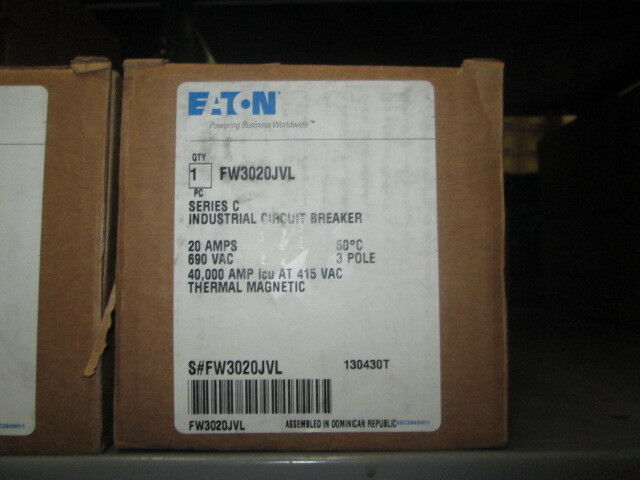 EATON
Powering Business Worldwide™
QTY
1 FW3020JVL
PC
SERIES C
INDUSTRIAL CIRCUIT BREAKER
20 AMPS 50°C
690 VAC 3 POLE
40,000 AMP Icu AT 415 VAC
THERMAL MAGNETIC
S#FW3020JVL 130430T
FW3020JVL ASSEMBLED IN DOMINICAN REPUBLIC